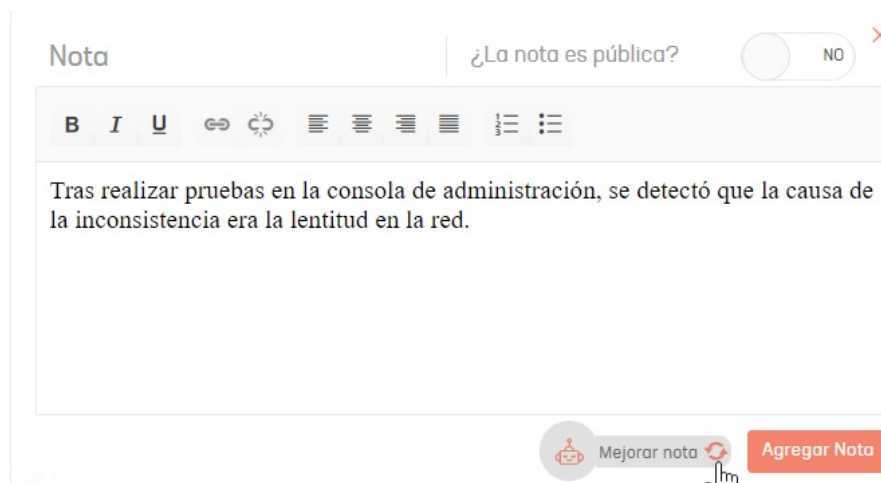 Nota
¿La nota es pública?
NO
B I U
Tras realizar pruebas en la consola de administración, se detectó que la causa de
la inconsistencia era la lentitud en la red.
Mejorar nota
Agregar Nota